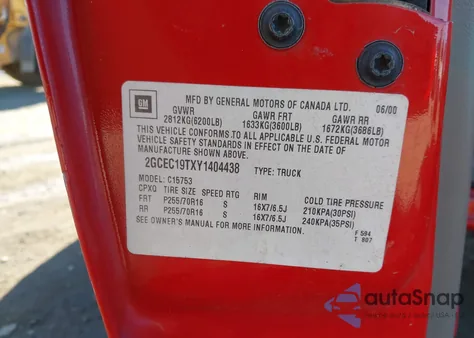 GM
MFD BY GENERAL MOTORS OF CANADA LTD. 06/00
GVWR GAWR FRT GAWR RR
2812KG(6200LB) 1633KG(3600LB) 1672KG(3686LB)
THIS VEHICLE CONFORMS TO ALL APPLICABLE U.S. FEDERAL MOTOR
VEHICLE SAFETY STANDARDS IN EFFECT ON THE DATE OF
MANUFACTURE SHOWN ABOVE.
2GCEC19TXY1404438 TYPE: TRUCK
MODEL: C15753
CPXQ TIRE SIZE SPEED RTG RIM COLD TIRE PRESSURE
FRT P255/70R16 S 16X7/6.5J 210KPA(30PSI)
RR P255/70R16 S 16X7/6.5J 240KPA(35PSI)
SEE OWNER'S MANUAL FOR MORE INFORMATION.
F 594
T 807
autoSnap